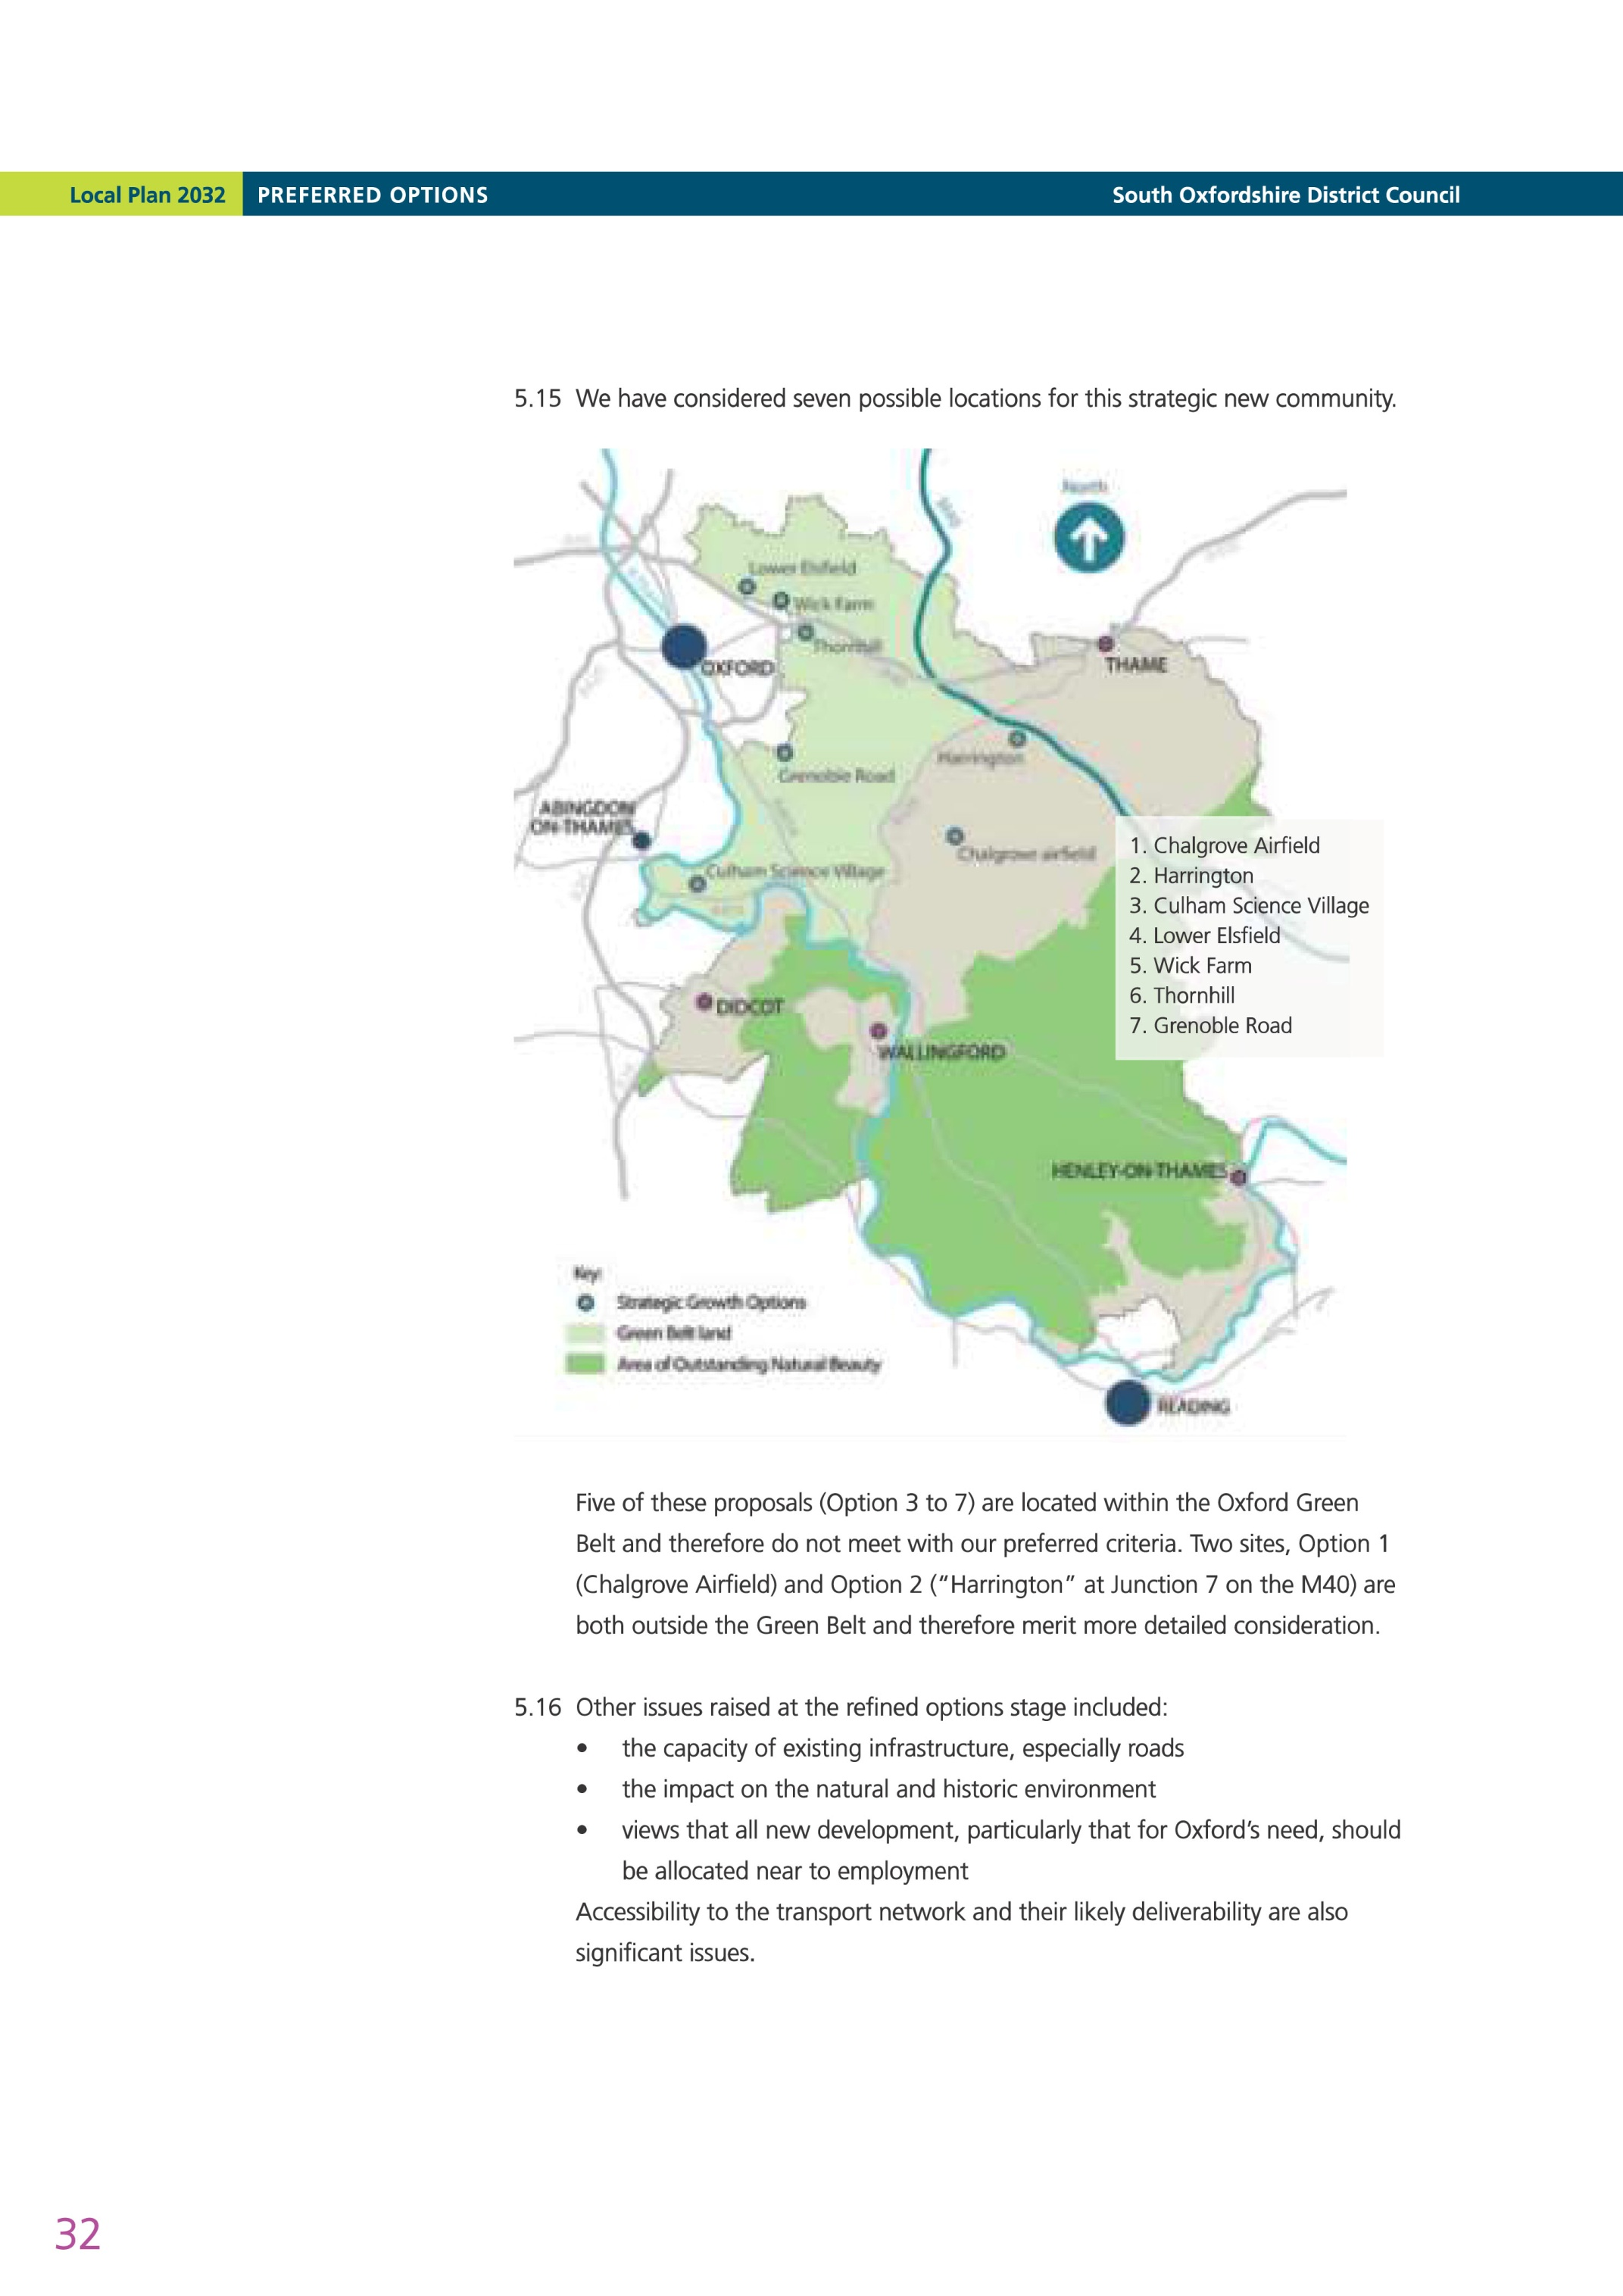 Local Plan 2032 PREFERRED OPTIONS South Oxfordshire District Council
5.15 We have considered seven possible locations for this strategic new community.
North
M40
Lower Elsfield
Wick Farm
Thornhill
OXFORD
THAME
Harrington
Grenoble Road
ABINGDON
ON-THAMES
Chalgrove airfield
Culham Science Village
1. Chalgrove Airfield
2. Harrington
3. Culham Science Village
4. Lower Elsfield
5. Wick Farm
6. Thornhill
7. Grenoble Road
DIDCOT
WALLINGFORD
HENLEY-ON-THAMES
Key:
Strategic Growth Options
Green Belt land
Area of Outstanding Natural Beauty
READING
Five of these proposals (Option 3 to 7) are located within the Oxford Green
Belt and therefore do not meet with our preferred criteria. Two sites, Option 1
(Chalgrove Airfield) and Option 2 (“Harrington” at Junction 7 on the M40) are
both outside the Green Belt and therefore merit more detailed consideration.
5.16 Other issues raised at the refined options stage included:
• the capacity of existing infrastructure, especially roads
• the impact on the natural and historic environment
• views that all new development, particularly that for Oxford’s need, should
be allocated near to employment
Accessibility to the transport network and their likely deliverability are also
significant issues.
32